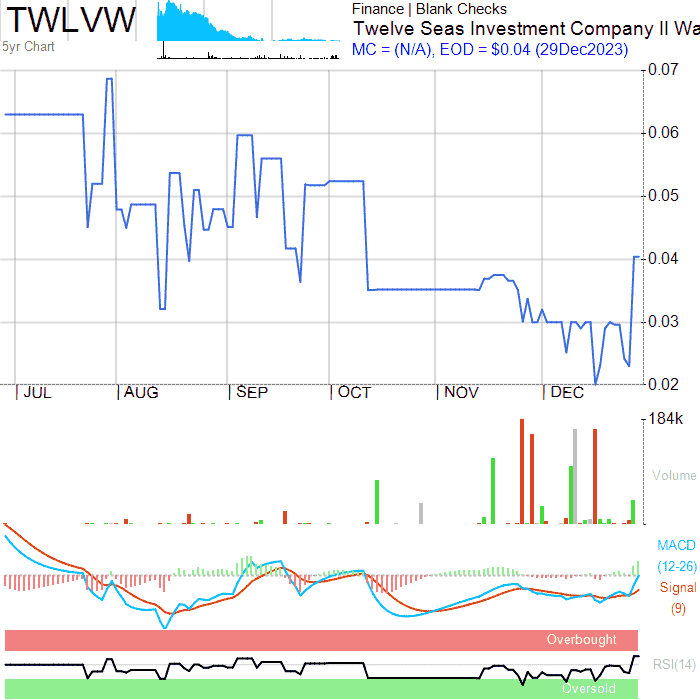 TWLVW
5yr Chart
Finance | Blank Checks
Twelve Seas Investment Company II Wa
MC = (N/A), EOD = $0.04 (29Dec2023)
0.07
0.06
0.05
0.04
0.03
0.02
JUL AUG SEP OCT NOV DEC
184k
Volume
MACD
(12-26)
Signal
(9)
Overbought
RSI(14)
Oversold